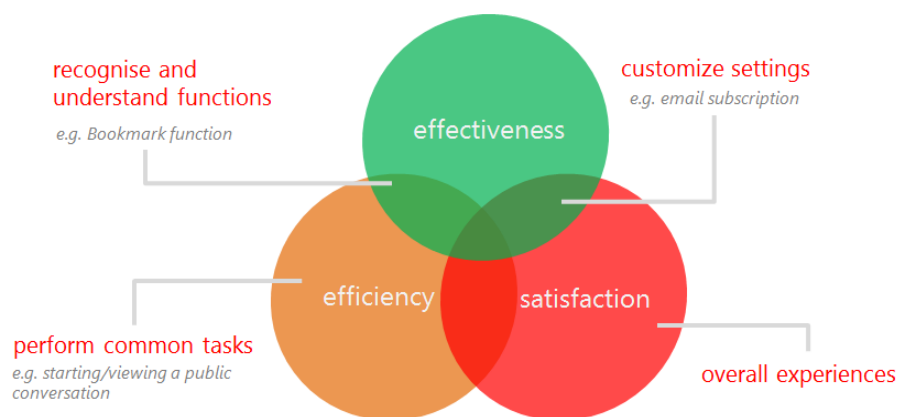 recognise and
understand functions
e.g. Bookmark function
customize settings
e.g. email subscription
effectiveness
efficiency
satisfaction
perform common tasks
e.g. starting/viewing a public
conversation
overall experiences